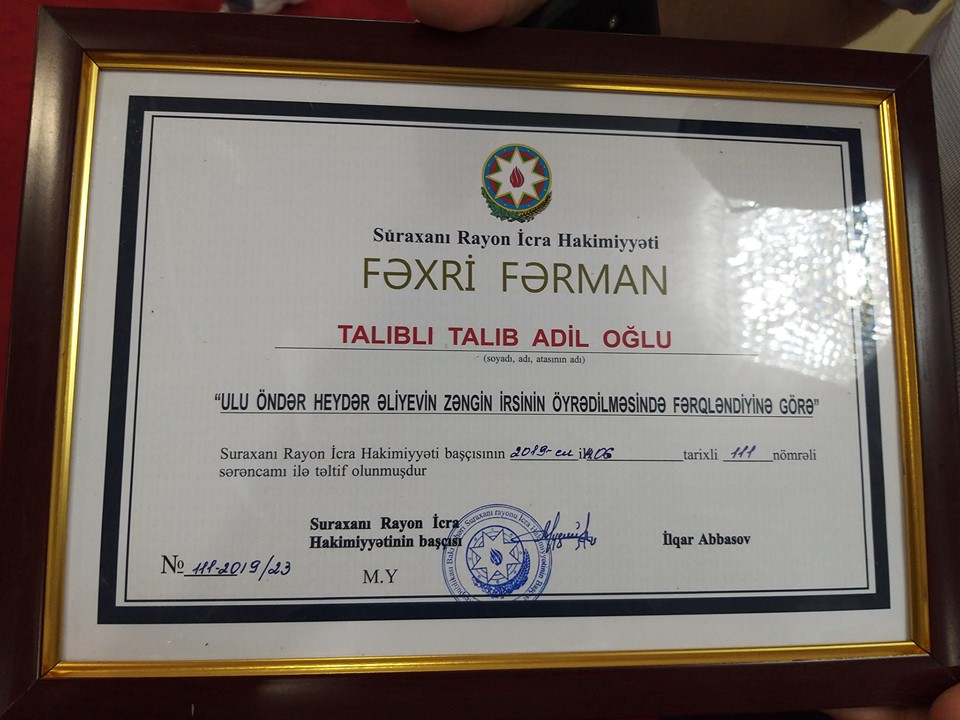 Suraxanı Rayon İcra Hakimiyyəti
FƏXRİ FƏRMAN
TALIBLI TALIB ADİL OĞLU
(soyadı, adı, atasının adı)
“ULU ÖNDƏR HEYDƏR ƏLİYEVİN ZƏNGİN İRSİNİN ÖYRƏDİLMƏSİNDƏ FƏRQLƏNDİYİNƏ GÖRƏ”
Suraxanı Rayon İcra Hakimiyyəti başçısının 2019-cu il 06 tarixli 111 nömrəli
sərəncamı ilə təltif olunmuşdur
Suraxanı Rayon İcra
Hakimiyyətinin başçısı
İlqar Abbasov
№ 111-2019/23
M.Y